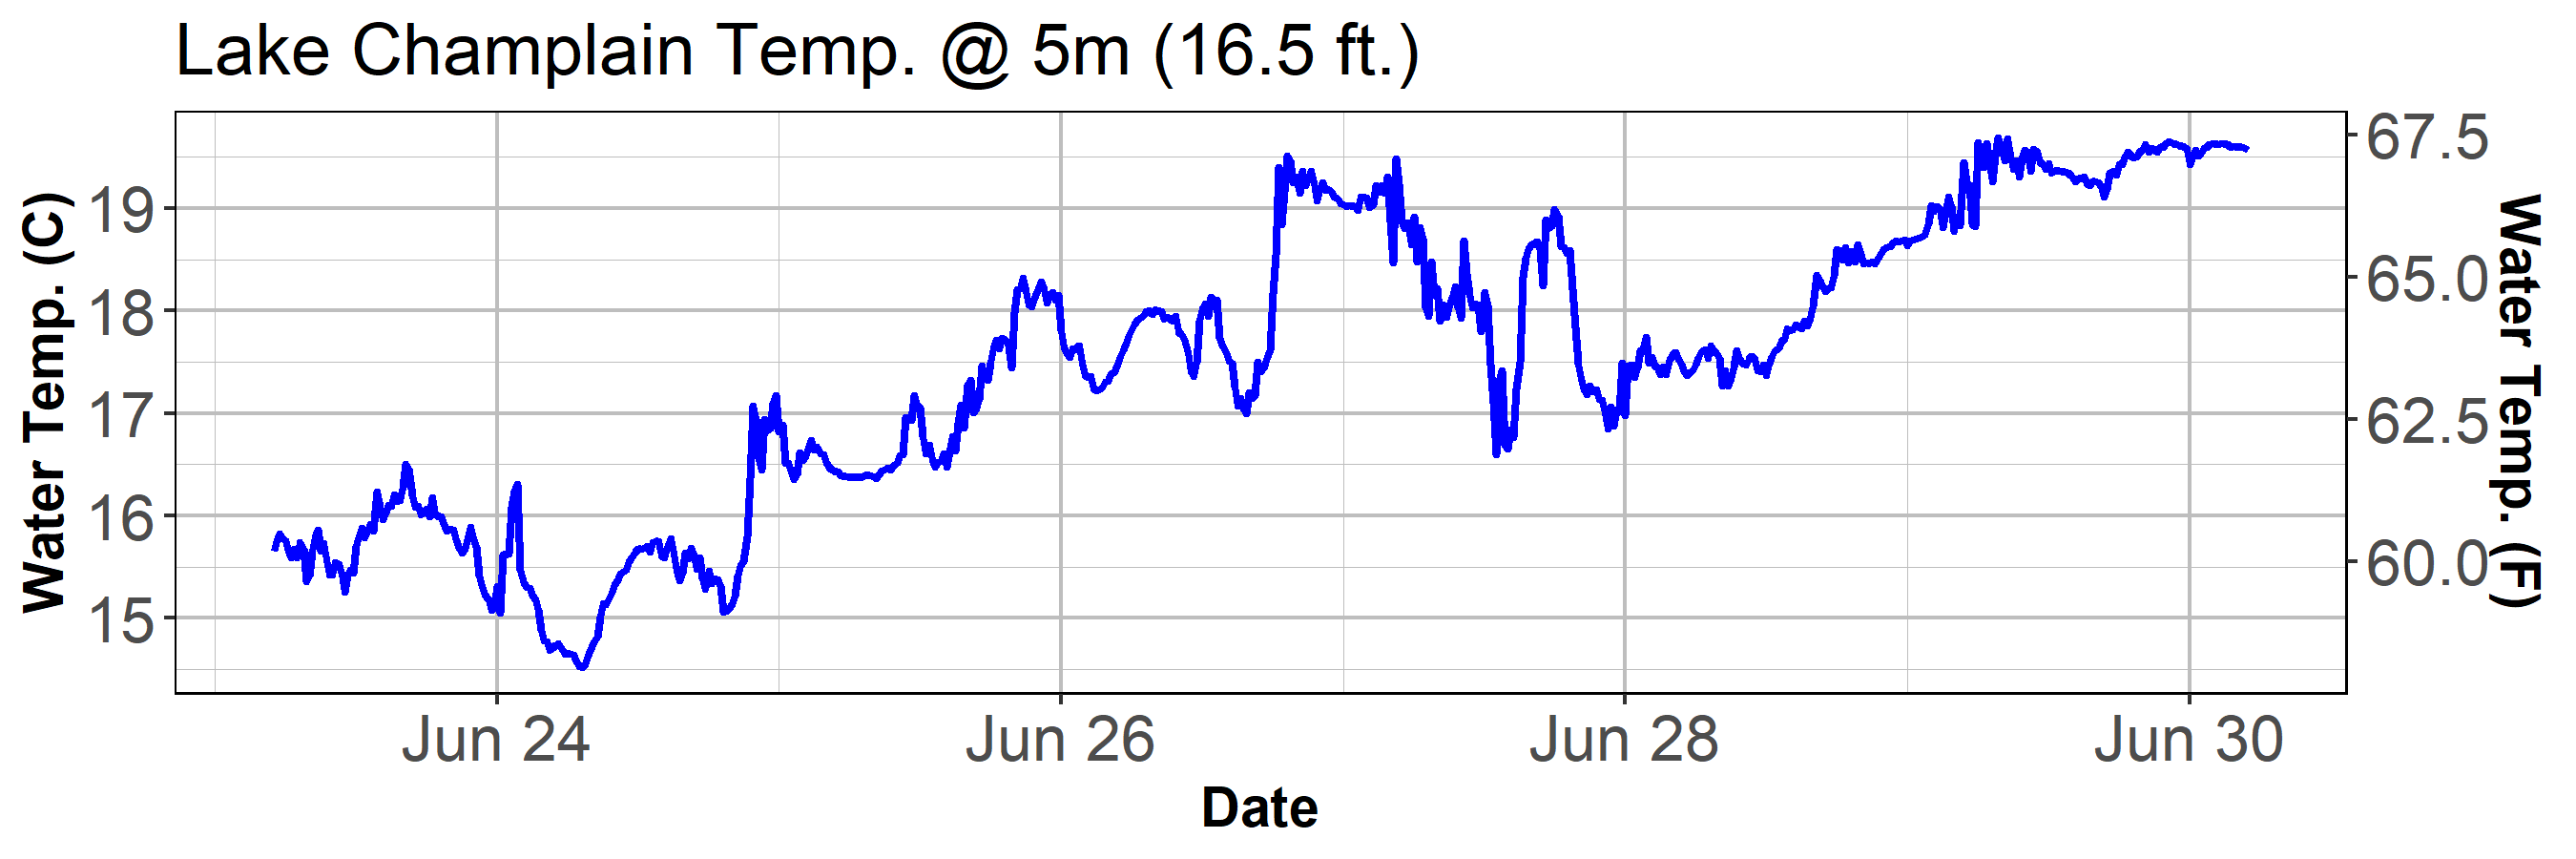 Lake Champlain Temp. @ 5m (16.5 ft.)
Water Temp. (C)
19
18
17
16
15
67.5
65.0
62.5
60.0
Water Temp. (F)
Jun 24
Jun 26
Jun 28
Jun 30
Date